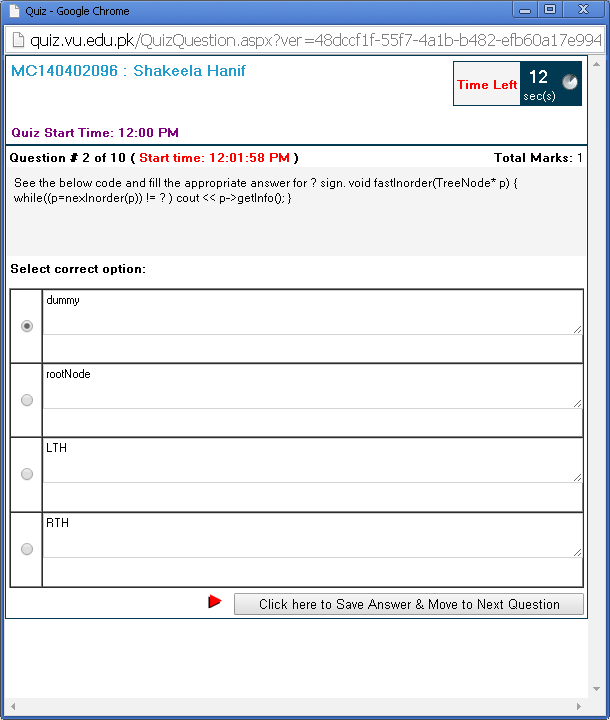 Quiz - Google Chrome
quiz.vu.edu.pk/QuizQuestion.aspx?ver=48dccf1f-55f7-4a1b-b482-efb60a17e994
MC140402096 : Shakeela Hanif
Time Left
12
sec(s)
Quiz Start Time: 12:00 PM
Question # 2 of 10 ( Start time: 12:01:58 PM )
Total Marks: 1
See the below code and fill the appropriate answer for ? sign. void fastInorder(TreeNode* p) {
while((p=nexInorder(p)) != ? ) cout << p->getInfo(); }
Select correct option:
dummy
rootNode
LTH
RTH
Click here to Save Answer & Move to Next Question